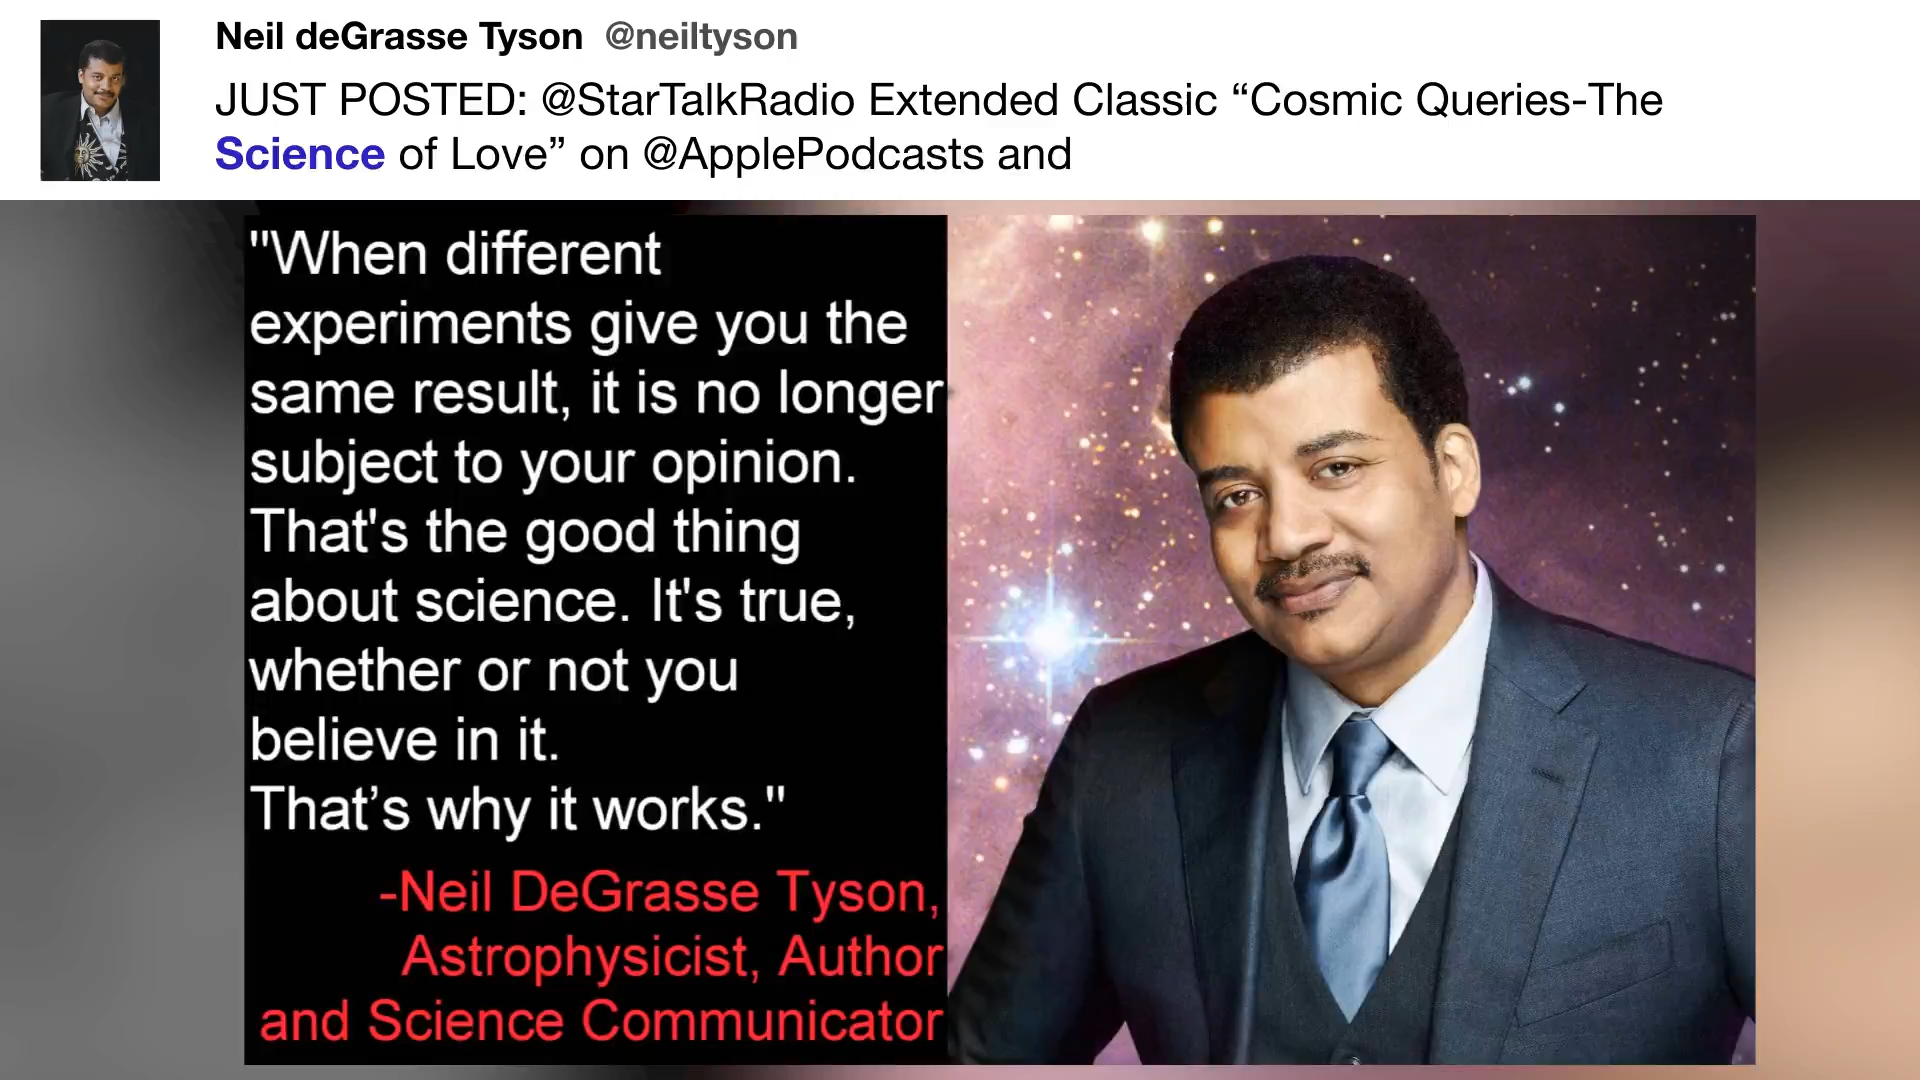 Neil deGrasse Tyson @neiltyson
JUST POSTED: @StarTalkRadio Extended Classic “Cosmic Queries-The
Science of Love” on @ApplePodcasts and
"When different
experiments give you the
same result, it is no longer
subject to your opinion.
That's the good thing
about science. It's true,
whether or not you
believe in it.
That’s why it works."
-Neil DeGrasse Tyson,
Astrophysicist, Author
and Science Communicator